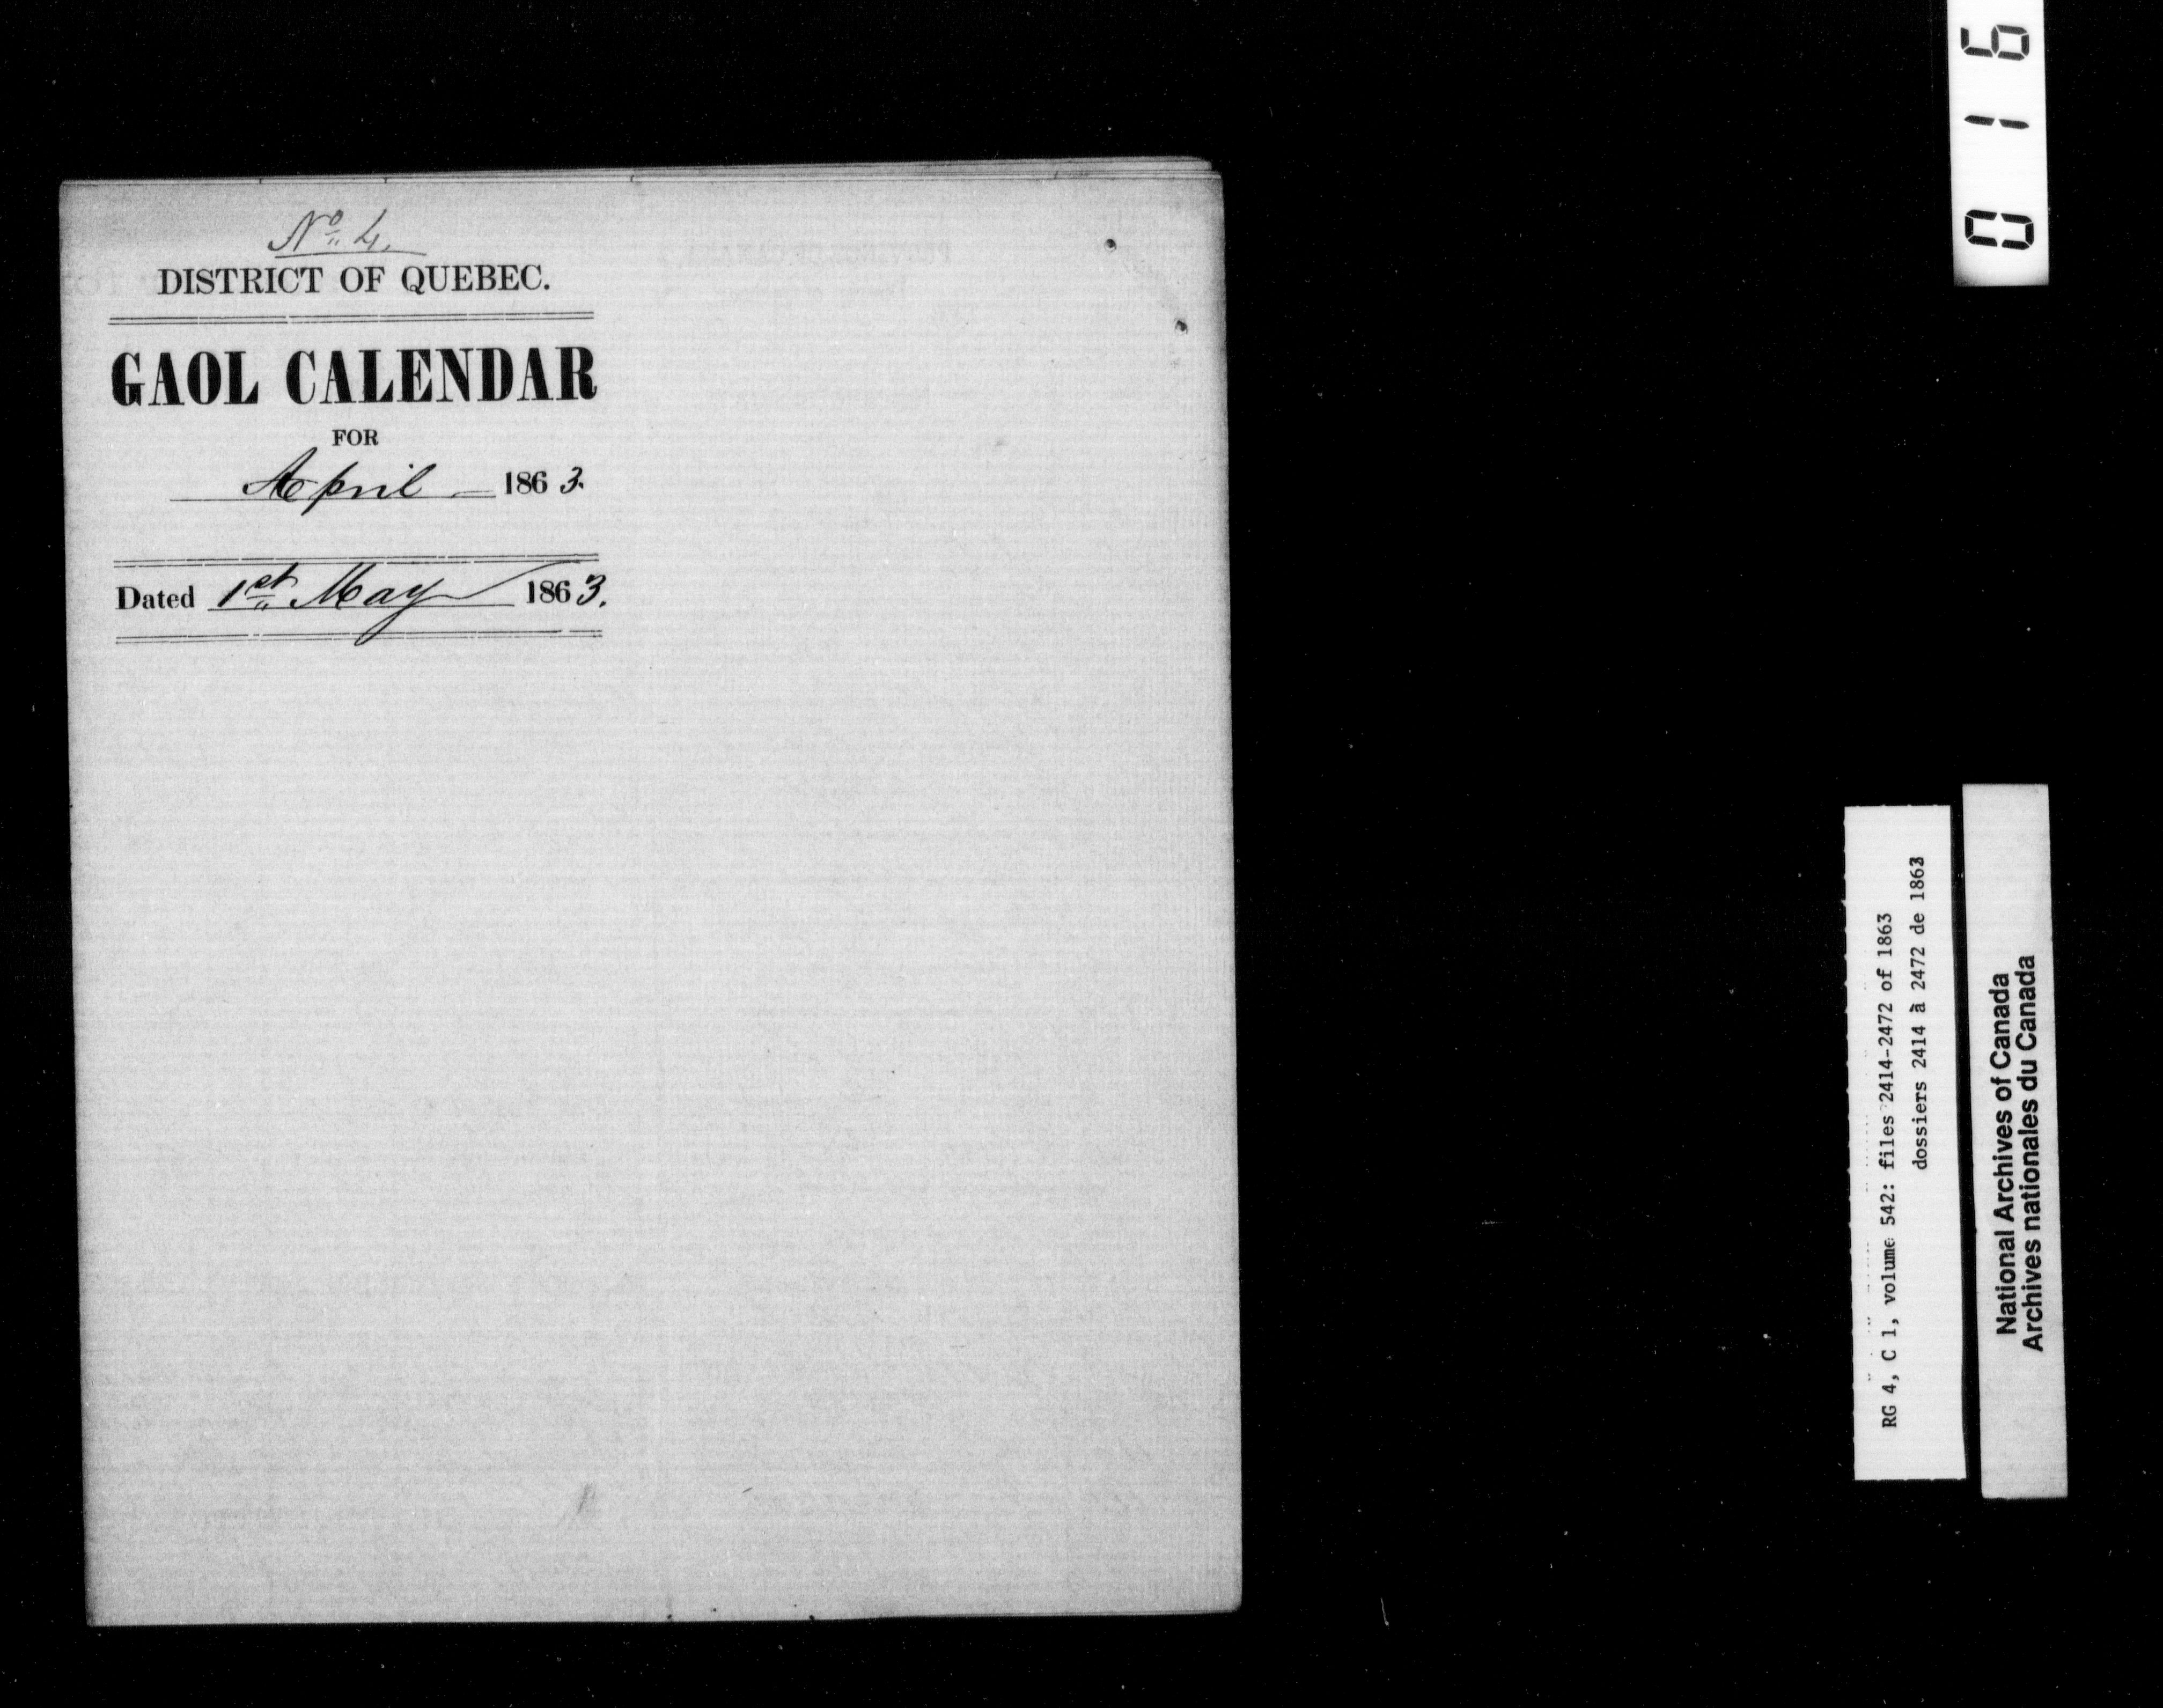 No. 4.
DISTRICT OF QUEBEC.
GAOL CALENDAR
FOR
April 1863.
Dated 1st May 1863.
016
RG 4, C 1, volume 542: files 2414-2472 of 1863
dossiers 2414 à 2472 de 1863
National Archives of Canada
Archives nationales du Canada